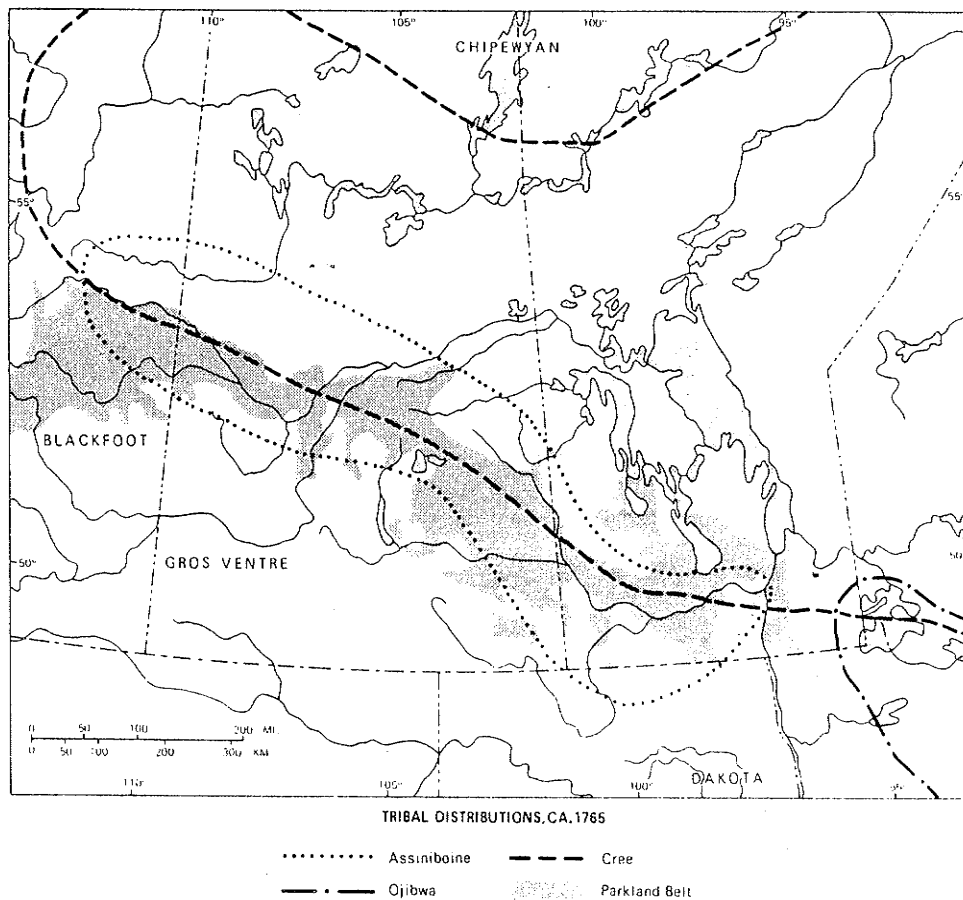 110° 105° 100° 95°
CHIPEWYAN
55° 55°
BLACKFOOT
50° GROS VENTRE 50°
0 50 100 200 MI.
0 50 100 200 300 KM
DAKOTA
110° 105° 100° 95°
TRIBAL DISTRIBUTIONS, CA. 1765
Assiniboine Cree
Ojibwa Parkland Belt